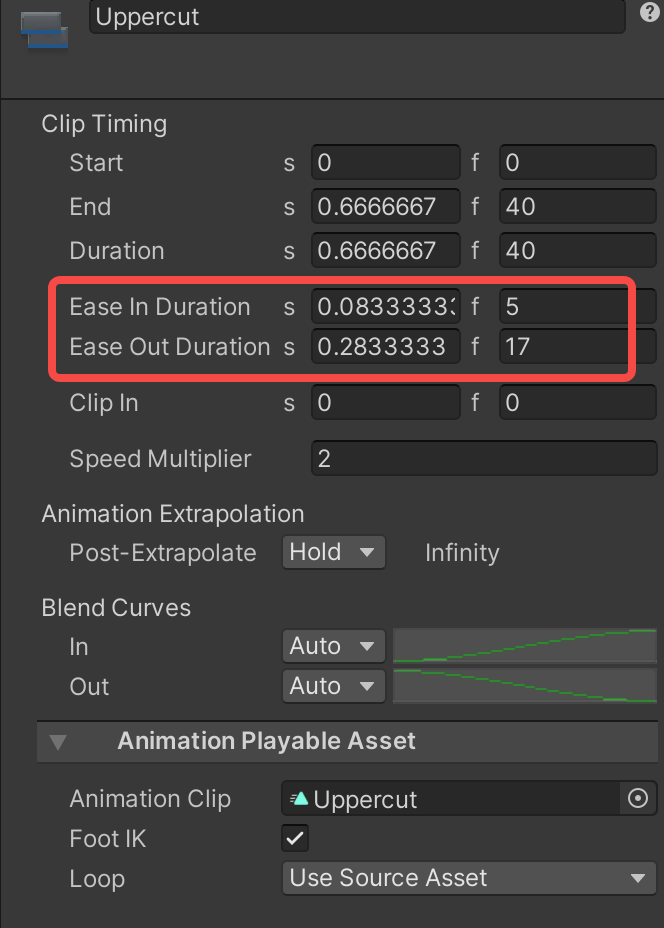 Uppercut
?
Clip Timing
Start s 0 f 0
End s 0.6666667 f 40
Duration s 0.6666667 f 40
Ease In Duration s 0.08333333 f 5
Ease Out Duration s 0.2833333 f 17
Clip In s 0 f 0
Speed Multiplier 2
Animation Extrapolation
Post-Extrapolate Hold Infinity
Blend Curves
In Auto
Out Auto
Animation Playable Asset
Animation Clip Uppercut
Foot IK
Loop Use Source Asset